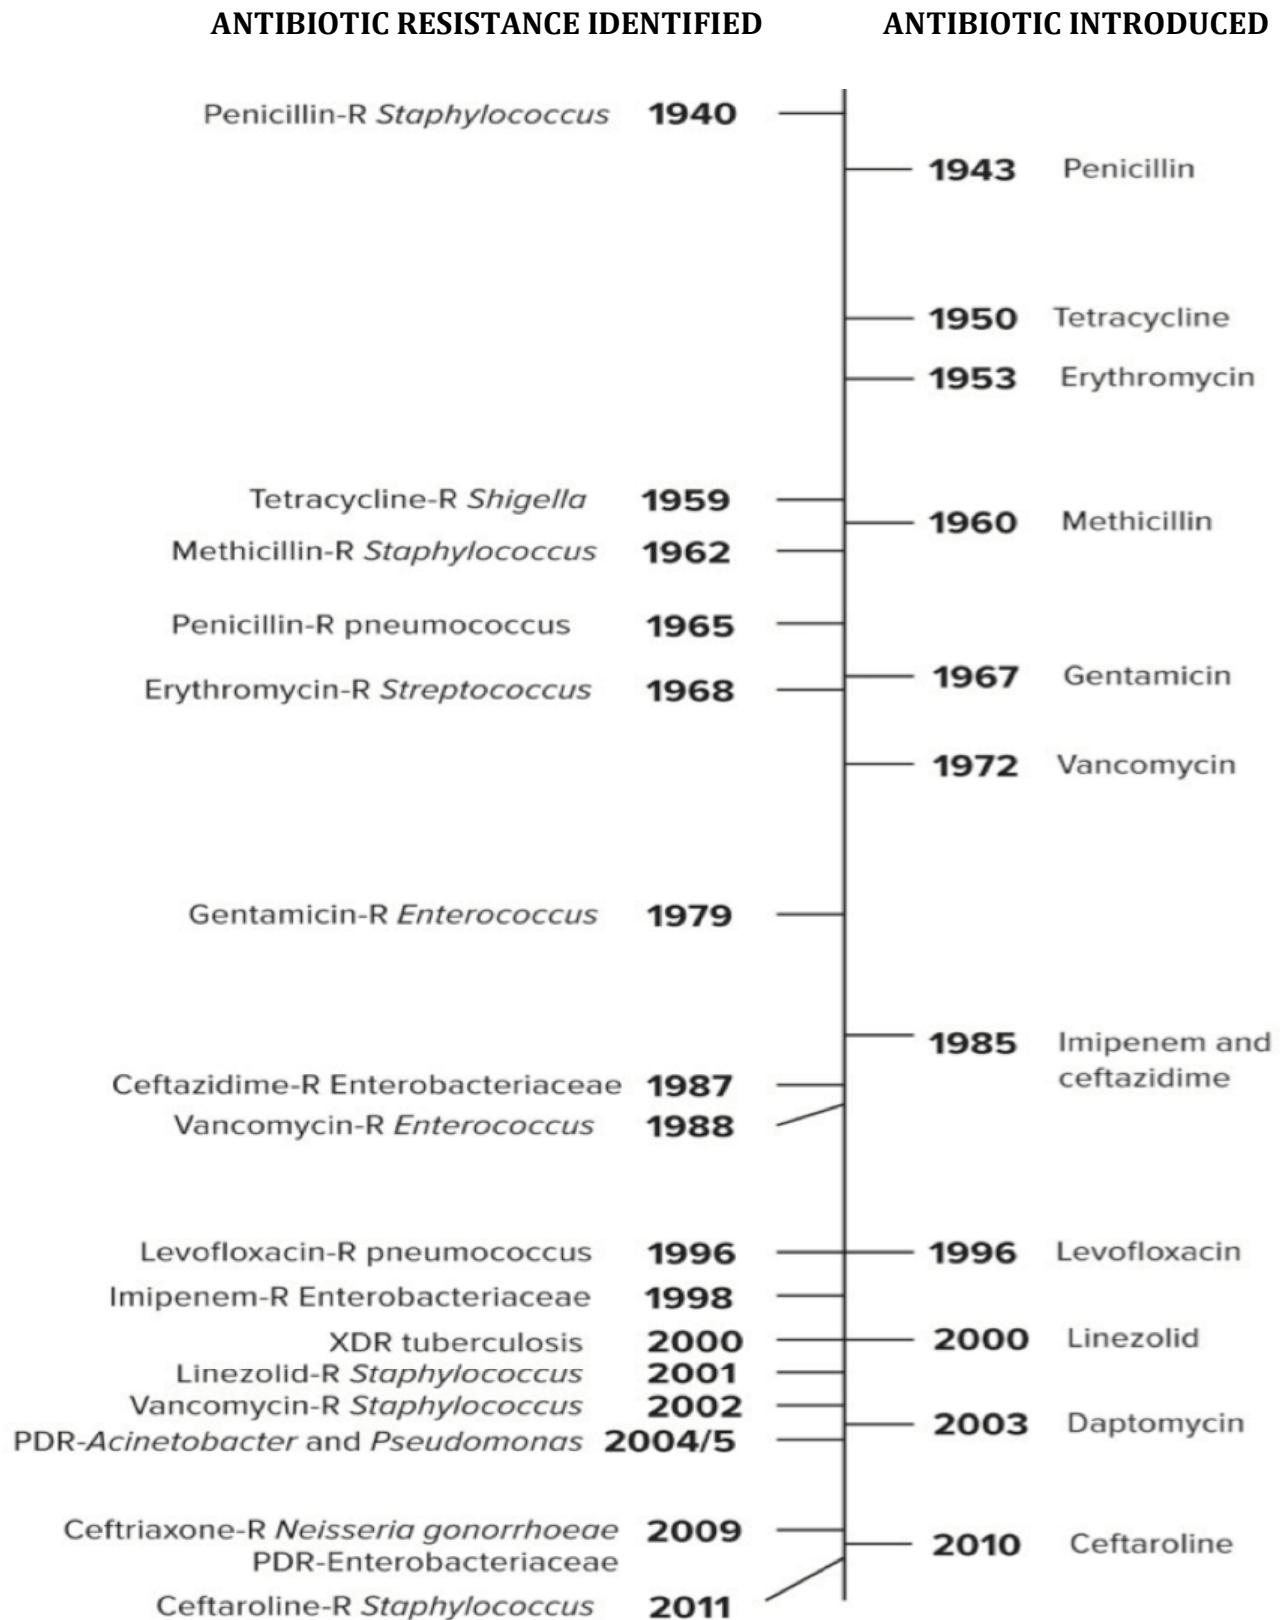 ANTIBIOTIC RESISTANCE IDENTIFIED ANTIBIOTIC INTRODUCED
Penicillin-R Staphylococcus 1940
1943 Penicillin
1950 Tetracycline
1953 Erythromycin
Tetracycline-R Shigella 1959
1960 Methicillin
Methicillin-R Staphylococcus 1962
Penicillin-R pneumococcus 1965
1967 Gentamicin
Erythromycin-R Streptococcus 1968
1972 Vancomycin
Gentamicin-R Enterococcus 1979
1985 Imipenem and
ceftazidime
Ceftazidime-R Enterobacteriaceae 1987
Vancomycin-R Enterococcus 1988
Levofloxacin-R pneumococcus 1996 1996 Levofloxacin
Imipenem-R Enterobacteriaceae 1998
XDR tuberculosis 2000 2000 Linezolid
Linezolid-R Staphylococcus 2001
Vancomycin-R Staphylococcus 2002
2003 Daptomycin
PDR-Acinetobacter and Pseudomonas 2004/5
Ceftriaxone-R Neisseria gonorrhoeae 2009
2010 Ceftaroline
PDR-Enterobacteriaceae
Ceftaroline-R Staphylococcus 2011